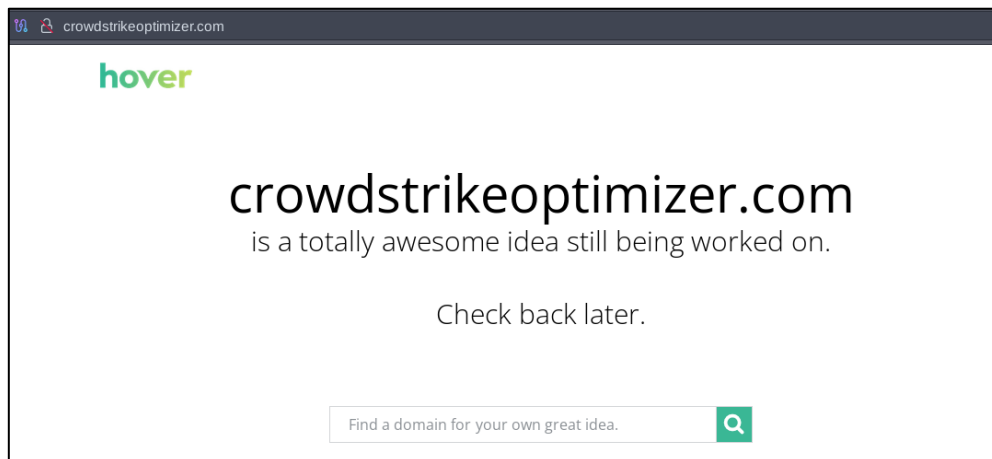 crowdstrikeoptimizer.com
hover
crowdstrikeoptimizer.com
is a totally awesome idea still being worked on.
Check back later.
Find a domain for your own great idea.